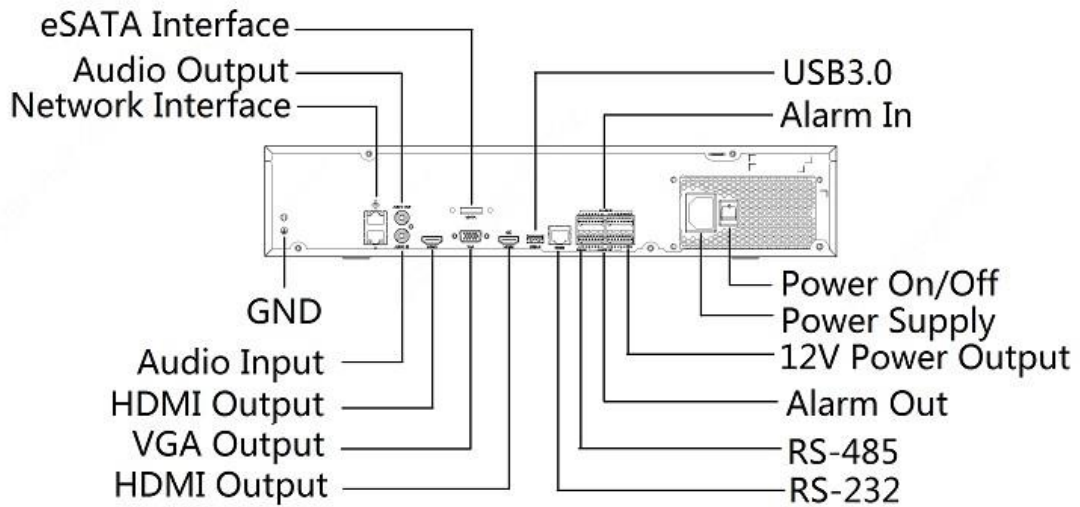 eSATA Interface
Audio Output
Network Interface
USB3.0
Alarm In
GND
Audio Input
HDMI Output
VGA Output
HDMI Output
Power On/Off
Power Supply
12V Power Output
Alarm Out
RS-485
RS-232